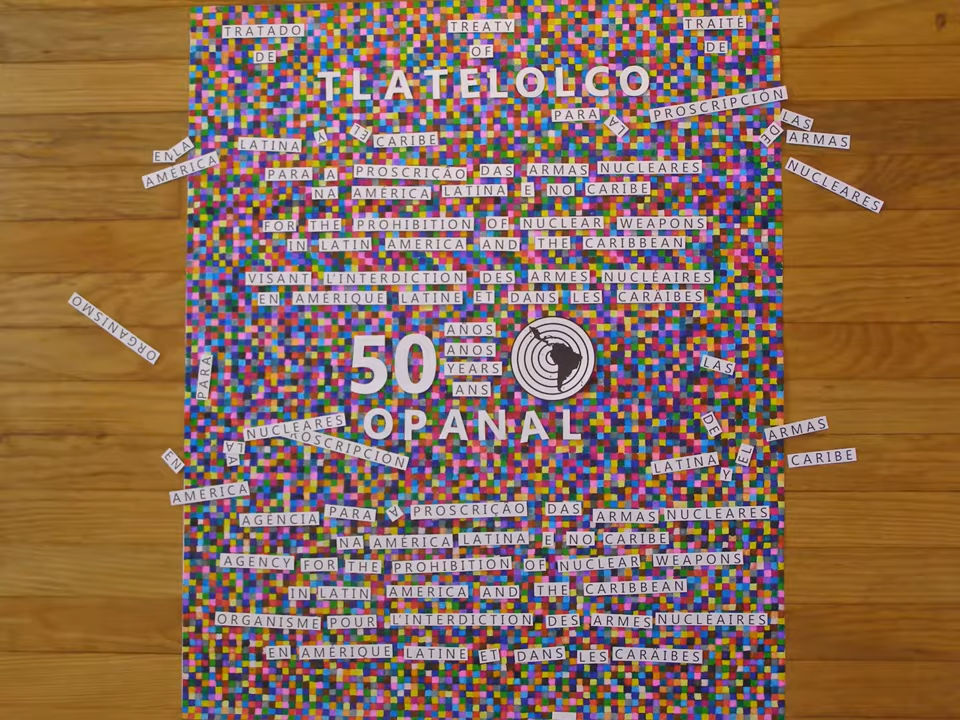 TRATADO TREATY TRAITÉ
DE OF DE
TLATELOLCO
PARA LA PROSCRIPCIÓN DE LAS ARMAS NUCLEARES
EN LA AMÉRICA LATINA Y EL CARIBE
PARA A PROSCRIÇÃO DAS ARMAS NUCLEARES
NA AMÉRICA LATINA E NO CARIBE
FOR THE PROHIBITION OF NUCLEAR WEAPONS
IN LATIN AMERICA AND THE CARIBBEAN
VISANT L'INTERDICTION DES ARMES NUCLÉAIRES
EN AMÉRIQUE LATINE ET DANS LES CARAÏBES
50
AÑOS
ANOS
YEARS
ANS
OPANAL
ORGANISMO
PARA
LA
PROSCRIPCIÓN
DE
LAS
ARMAS
NUCLEARES
EN
AMÉRICA
LATINA
Y
EL
CARIBE
AGÊNCIA PARA A PROSCRIÇÃO DAS ARMAS NUCLEARES
NA AMÉRICA LATINA E NO CARIBE
AGENCY FOR THE PROHIBITION OF NUCLEAR WEAPONS
IN LATIN AMERICA AND THE CARIBBEAN
ORGANISME POUR L'INTERDICTION DES ARMES NUCLÉAIRES
EN AMÉRIQUE LATINE ET DANS LES CARAÏBES